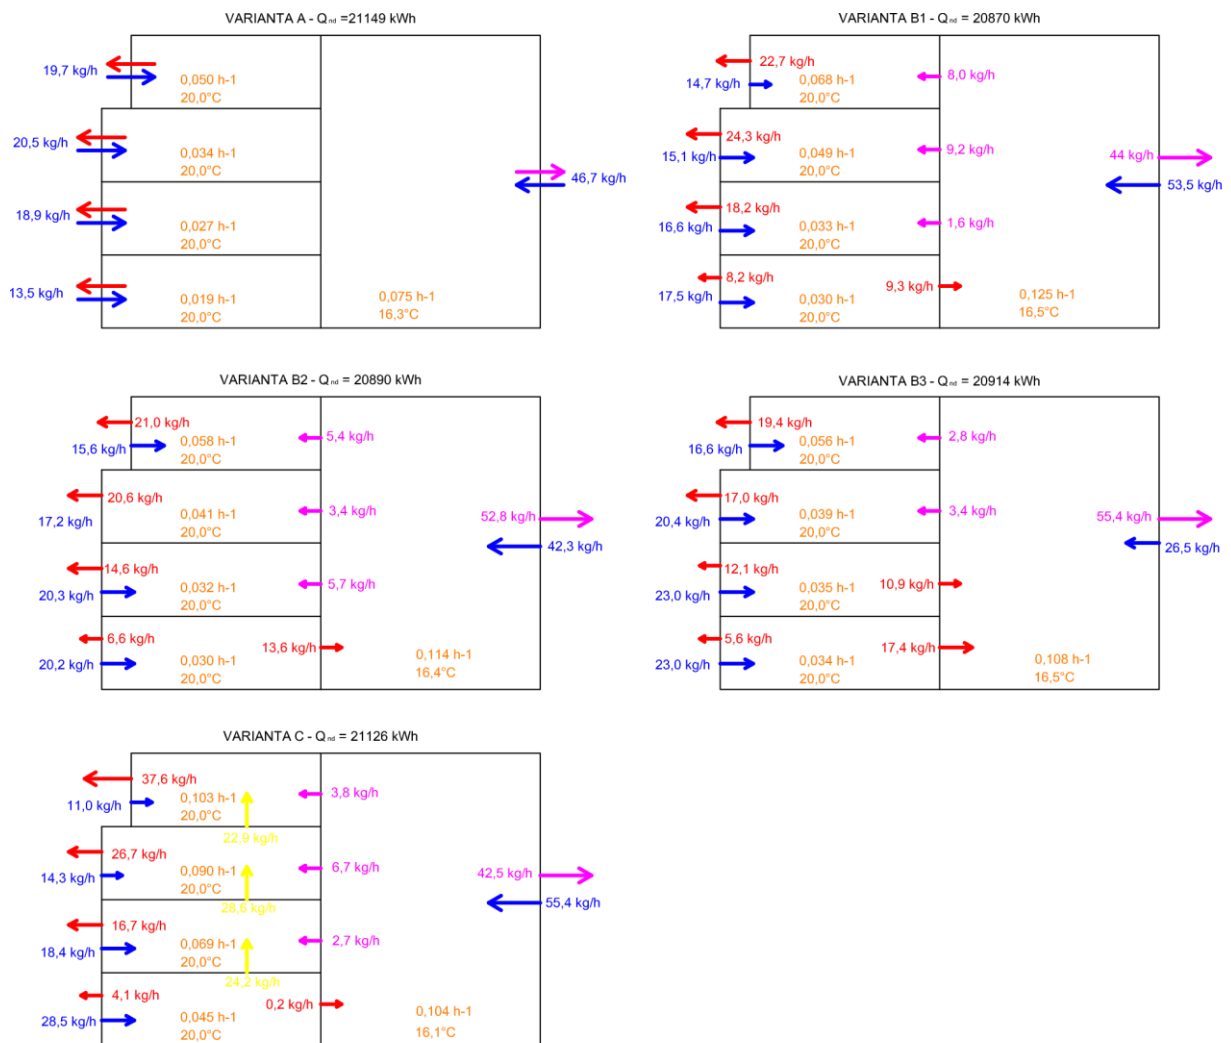 VARIANTA A - Qnd =21149 kWh
19,7 kg/h
0,050 h-1
20,0°C
20,5 kg/h
0,034 h-1
20,0°C
46,7 kg/h
18,9 kg/h
0,027 h-1
20,0°C
13,5 kg/h
0,019 h-1
20,0°C
0,075 h-1
16,3°C
VARIANTA B1 - Qnd = 20870 kWh
22,7 kg/h
14,7 kg/h
0,068 h-1
20,0°C
8,0 kg/h
24,3 kg/h
15,1 kg/h
0,049 h-1
20,0°C
9,2 kg/h
44 kg/h
53,5 kg/h
18,2 kg/h
16,6 kg/h
0,033 h-1
20,0°C
1,6 kg/h
8,2 kg/h
17,5 kg/h
0,030 h-1
20,0°C
9,3 kg/h
0,125 h-1
16,5°C
VARIANTA B2 - Qnd = 20890 kWh
21,0 kg/h
15,6 kg/h
0,058 h-1
20,0°C
5,4 kg/h
20,6 kg/h
17,2 kg/h
0,041 h-1
20,0°C
3,4 kg/h
52,8 kg/h
42,3 kg/h
14,6 kg/h
20,3 kg/h
0,032 h-1
20,0°C
5,7 kg/h
6,6 kg/h
20,2 kg/h
0,030 h-1
20,0°C
13,6 kg/h
0,114 h-1
16,4°C
VARIANTA B3 - Qnd = 20914 kWh
19,4 kg/h
16,6 kg/h
0,056 h-1
20,0°C
2,8 kg/h
17,0 kg/h
20,4 kg/h
0,039 h-1
20,0°C
3,4 kg/h
55,4 kg/h
26,5 kg/h
12,1 kg/h
23,0 kg/h
0,035 h-1
20,0°C
10,9 kg/h
5,6 kg/h
23,0 kg/h
0,034 h-1
20,0°C
17,4 kg/h
0,108 h-1
16,5°C
VARIANTA C - Qnd = 21126 kWh
37,6 kg/h
11,0 kg/h
0,103 h-1
20,0°C
3,8 kg/h
22,9 kg/h
26,7 kg/h
14,3 kg/h
0,090 h-1
20,0°C
6,7 kg/h
42,5 kg/h
55,4 kg/h
28,6 kg/h
16,7 kg/h
18,4 kg/h
0,069 h-1
20,0°C
2,7 kg/h
24,2 kg/h
4,1 kg/h
28,5 kg/h
0,045 h-1
20,0°C
0,2 kg/h
0,104 h-1
16,1°C